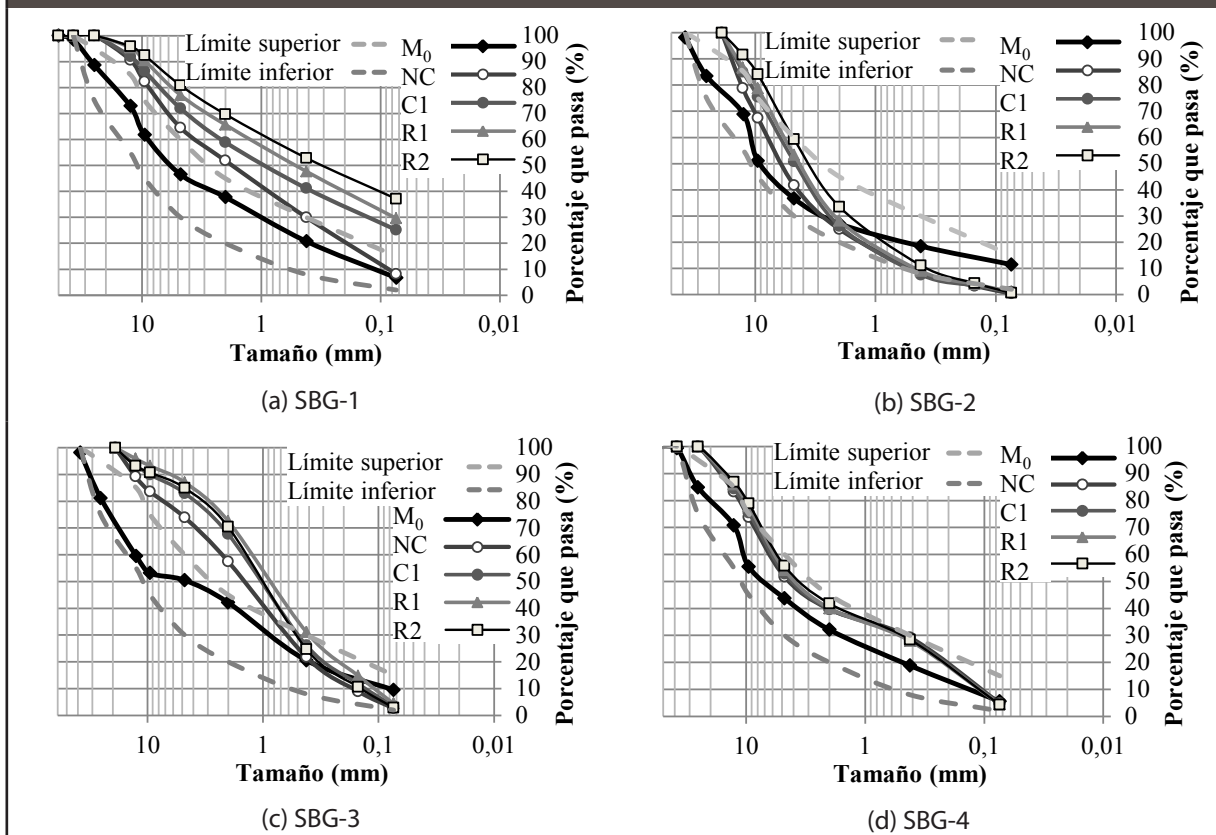 Límite superior
Límite inferior
M0
NC
C1
R1
R2
100
90
80
70
60
50
40
30
20
10
0
Porcentaje que pasa (%)
10
1
0,1
0,01
Tamaño (mm)
(a) SBG-1
Límite superior
Límite inferior
M0
NC
C1
R1
R2
100
90
80
70
60
50
40
30
20
10
0
Porcentaje que pasa (%)
10
1
0,1
0,01
Tamaño (mm)
(b) SBG-2
Límite superior
Límite inferior
M0
NC
C1
R1
R2
100
90
80
70
60
50
40
30
20
10
0
Porcentaje que pasa (%)
10
1
0,1
0,01
Tamaño (mm)
(c) SBG-3
Límite superior
Límite inferior
M0
NC
C1
R1
R2
100
90
80
70
60
50
40
30
20
10
0
Porcentaje que pasa (%)
10
1
0,1
0,01
Tamaño (mm)
(d) SBG-4